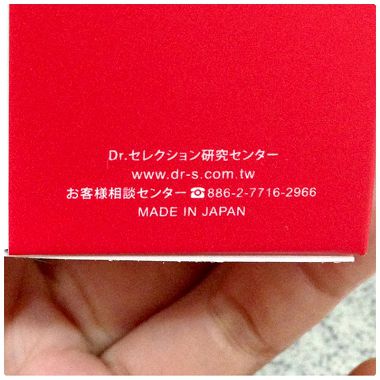 Dr.セレクション研究センター
www.dr-s.com.tw
お客様相談センター ☎886-2-7716-2966
MADE IN JAPAN